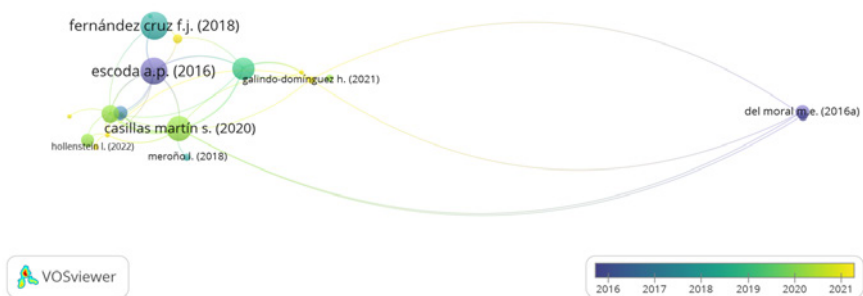 fernández cruz f.j. (2018)
escoda a.p. (2016)
galindo-domínguez h. (2021)
del moral m.e. (2016a)
casillas martín s. (2020)
hollenstein l. (2022)
meroño l. (2018)
VOSviewer
2016 2017 2018 2019 2020 2021